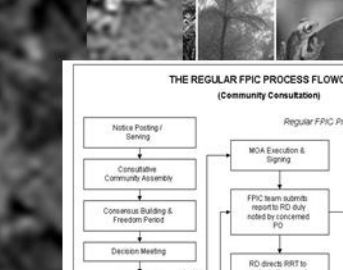 THE REGULAR FPIC PROCESS
(Community Consultation)
Regular FPIC
Notice Posting /
Serving
Consultative
Community Assembly
Consensus Building &
Freedom Period
Decision Meeting
MOA Execution &
Signing
FPIC team submits
report to RD duly
noted by concerned
PO
RD directs RRT to